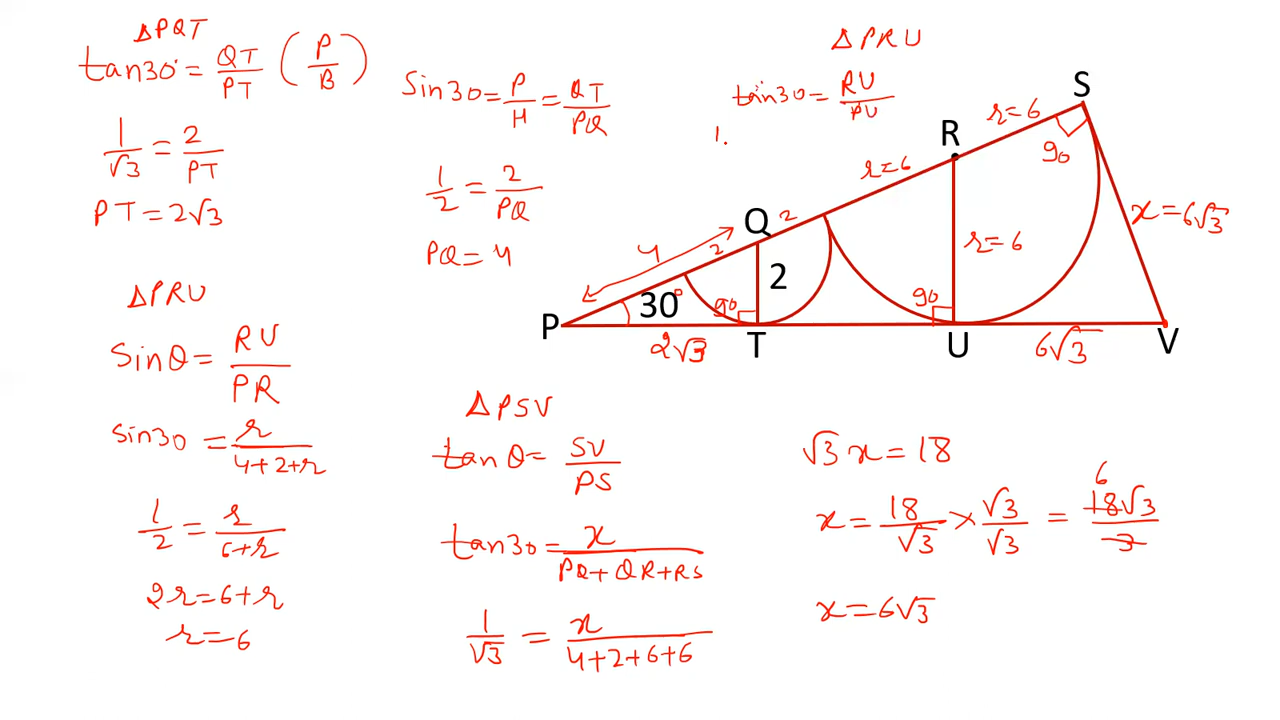 ΔPQT
tan30° = QT/PT (P/B)
1/√3 = 2/PT
PT = 2√3
Sin30 = P/H = QT/PQ
1/2 = 2/PQ
PQ = 4
ΔPRU
tan30 = RU/PU
1.
ΔPRU
Sinθ = RU/PR
Sin30 = r/4+2+r
1/2 = r/6+r
2r = 6+r
r = 6
ΔPSV
tanθ = SV/PS
tan30 = x/PQ+QR+RS
1/√3 = x/4+2+6+6
√3 x = 18
x = 18/√3 × √3/√3 = 18√3/3
6
x = 6√3
S
r=6
90
R
r=6
x = 6√3
Q
2
4
2
2
r=6
30°
90
90
P
T
U
V
2√3
6√3